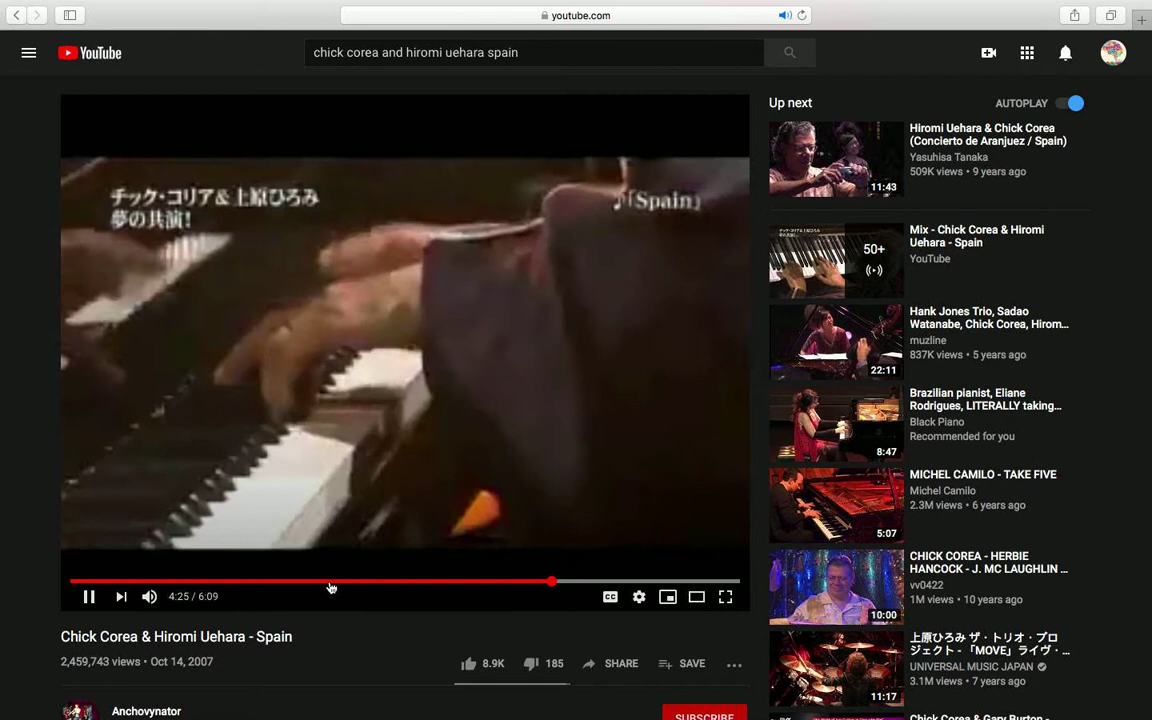 youtube.com
YouTube
chick corea and hiromi uehara spain
チック・コリア&上原ひろみ
夢の共演!
♪「Spain」
4:25 / 6:09
CC
Chick Corea & Hiromi Uehara - Spain
2,459,743 views • Oct 14, 2007
8.9K
185
SHARE
SAVE
Anchovynator
SUBSCRIBE
Up next
AUTOPLAY
11:43
Hiromi Uehara & Chick Corea
(Concierto de Aranjuez / Spain)
Yasuhisa Tanaka
509K views • 9 years ago
50+
Mix - Chick Corea & Hiromi
Uehara - Spain
YouTube
22:11
Hank Jones Trio, Sadao
Watanabe, Chick Corea, Hirom...
muzline
837K views • 5 years ago
8:47
Brazilian pianist, Eliane
Rodrigues, LITERALLY taking...
Black Piano
Recommended for you
5:07
MICHEL CAMILO - TAKE FIVE
Michel Camilo
2.3M views • 6 years ago
10:00
CHICK COREA - HERBIE
HANCOCK - J. MC LAUGHLIN ...
vv0422
1M views • 10 years ago
11:17
上原ひろみ ザ・トリオ・プロ
ジェクト - 「MOVE」ライヴ・...
UNIVERSAL MUSIC JAPAN
3.1M views • 7 years ago
Chick Corea & Gary Burton -